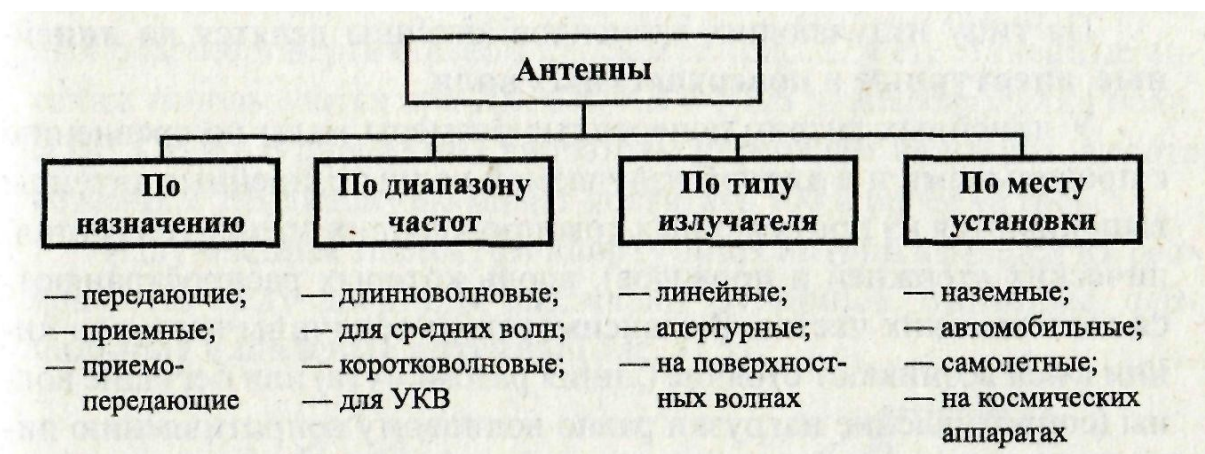 Антенны
По
назначению
— передающие;
— приемные;
— приемо-
передающие
По диапазону
частот
— длинноволновые;
— для средних волн;
— коротковолновые;
— для УКВ
По типу
излучателя
— линейные;
— апертурные;
— на поверхност-
ных волнах
По месту
установки
— наземные;
— автомобильные;
— самолетные;
— на космических
аппаратах